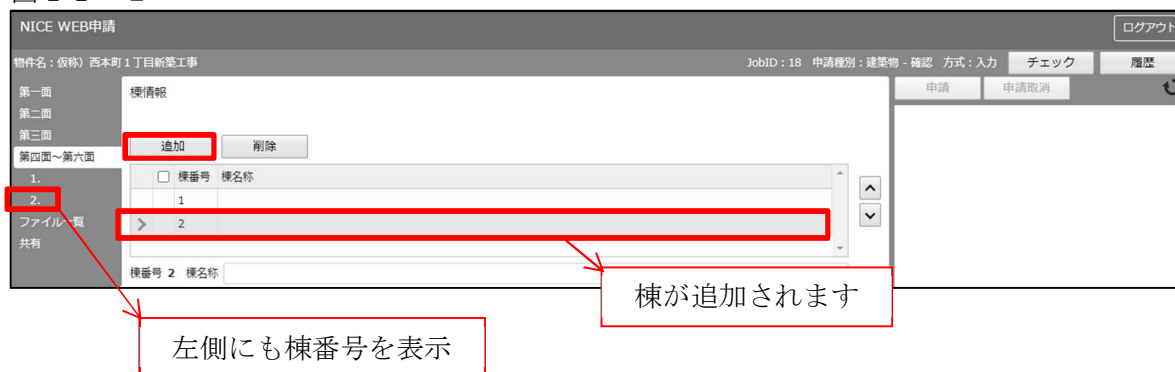 NICE WEB申請
ログアウト
物件名：仮称）西本町１丁目新築工事
JobID：18 申請種別：建築物 - 確認 方式：入力
チェック
履歴
申請
申請取消
第一面
第二面
第三面
第四面～第六面
1.
2.
ファイル一覧
共有
棟情報
追加
削除
棟番号 棟名称
1
2
棟番号 2 棟名称
棟が追加されます
左側にも棟番号を表示